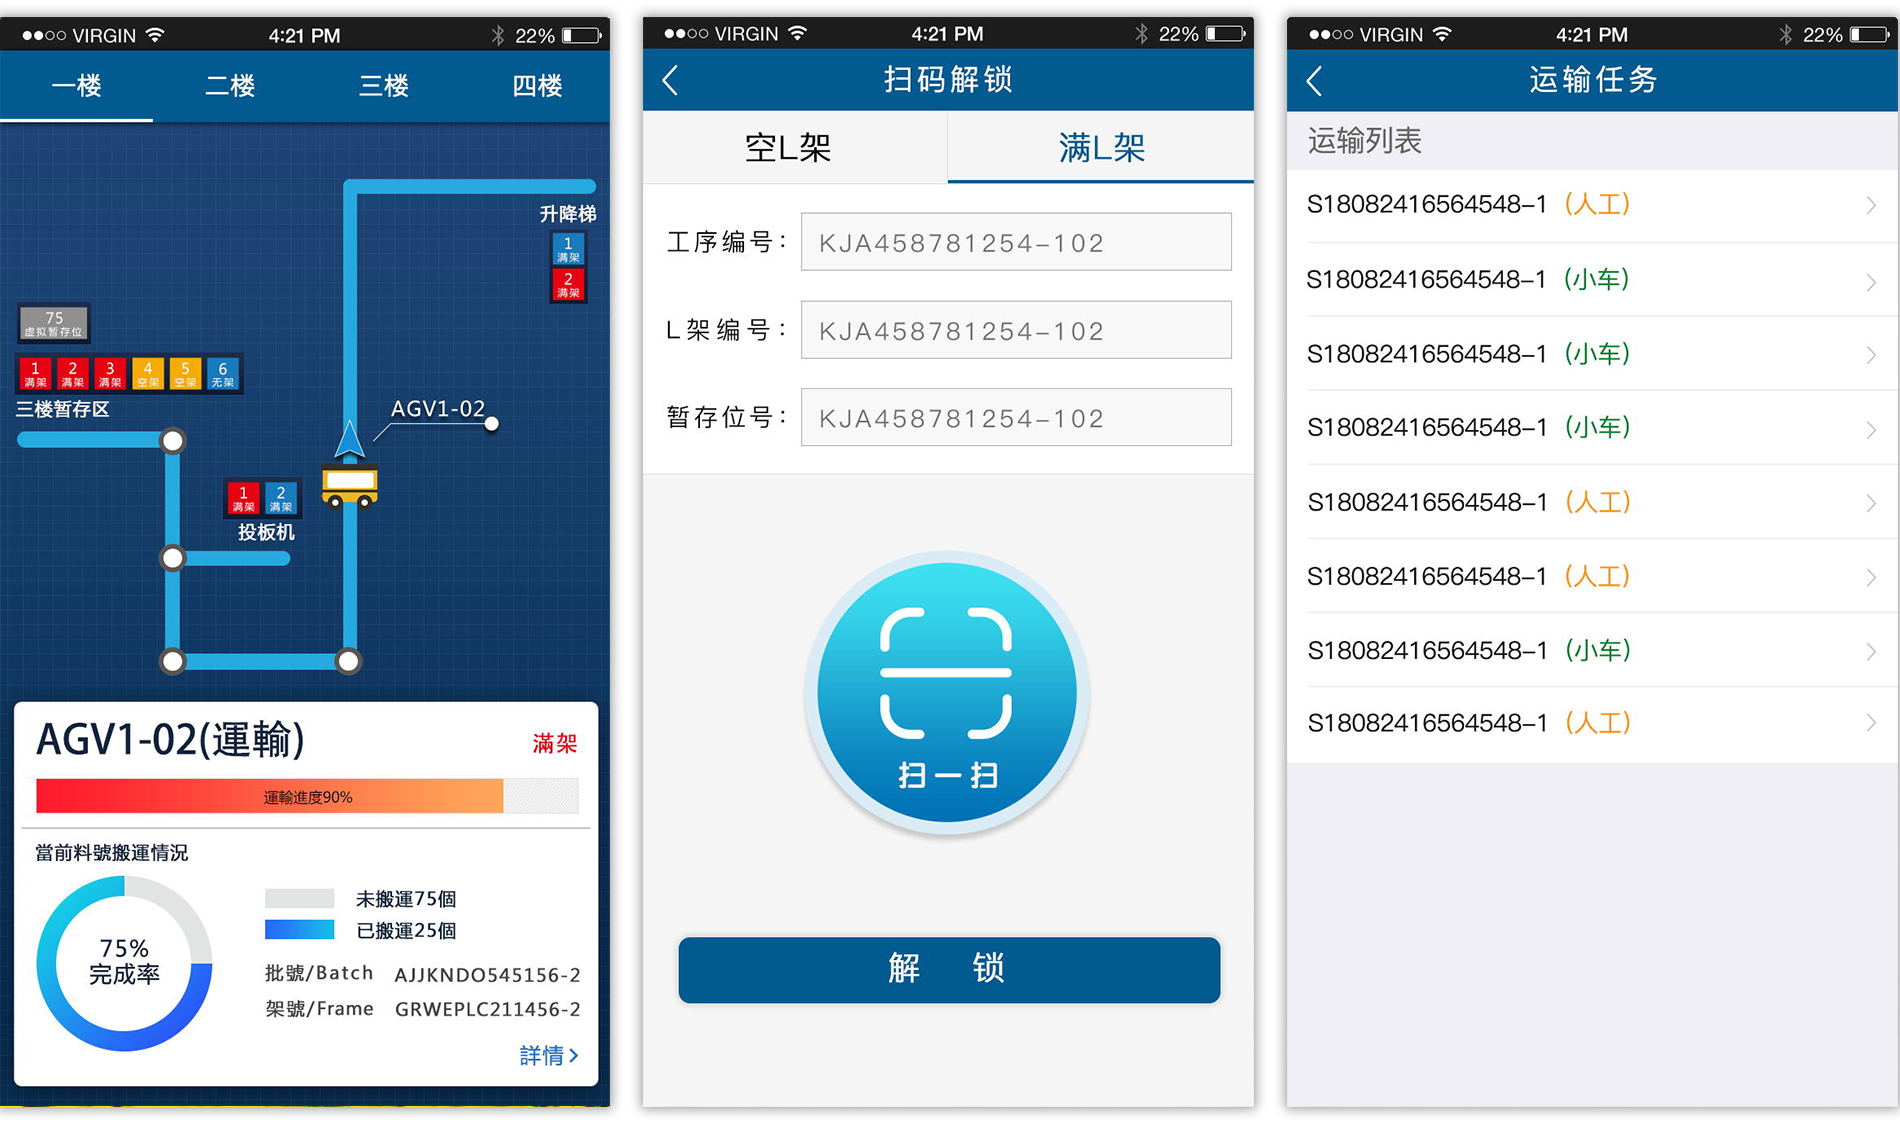 VIRGIN 4:21 PM 22%
一楼 二楼 三楼 四楼
升降梯
1
满架
2
满架
75
虚拟暂存位
1 2 3 4 5 6
满架 满架 满架 空架 空架 无架
三楼暂存区
AGV1-02
1 2
满架 满架
投板机
AGV1-02(運輸)
滿架
運輸進度90%
當前料號搬運情況
75%
完成率
未搬運75個
已搬運25個
批號/Batch AJJKNDO545156-2
架號/Frame GRWEPLC211456-2
詳情
VIRGIN 4:21 PM 22%
扫码解锁
空L架 满L架
工序编号: KJA458781254-102
L架编号: KJA458781254-102
暂存位号: KJA458781254-102
扫一扫
解 锁
VIRGIN 4:21 PM 22%
运输任务
运输列表
S18082416564548-1 (人工)
S18082416564548-1 (小车)
S18082416564548-1 (小车)
S18082416564548-1 (小车)
S18082416564548-1 (人工)
S18082416564548-1 (人工)
S18082416564548-1 (小车)
S18082416564548-1 (人工)